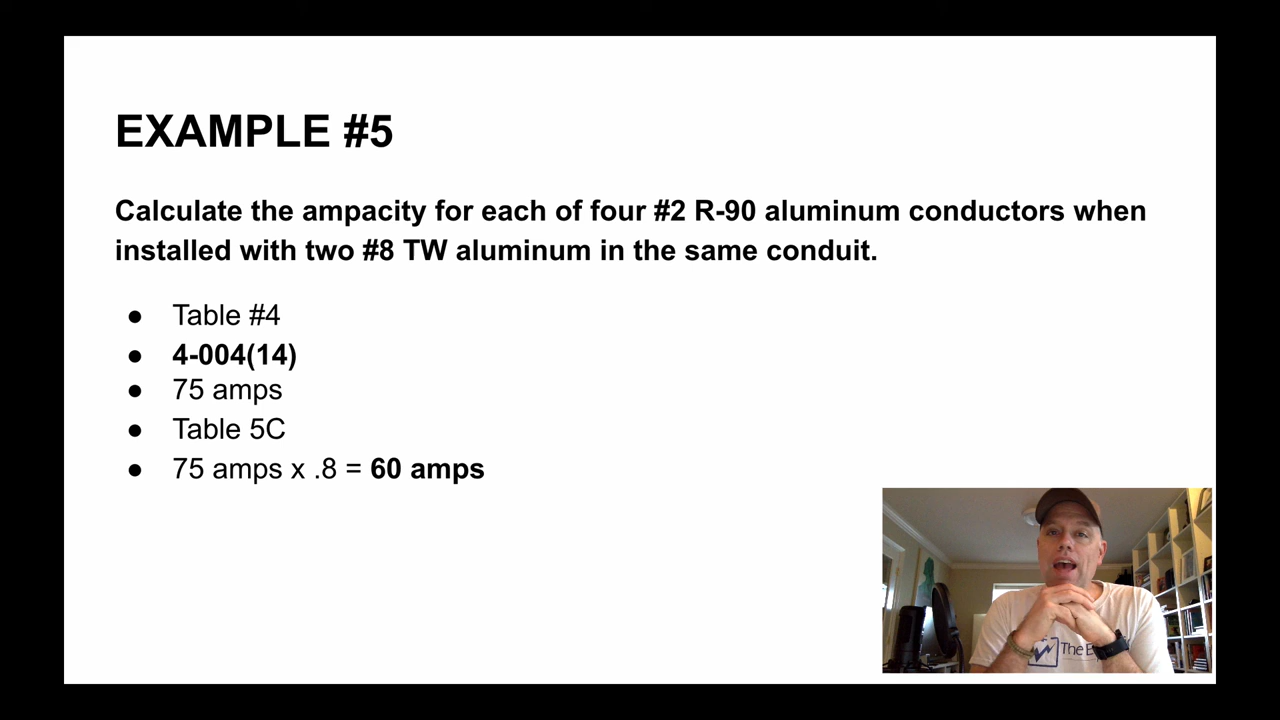 EXAMPLE #5
Calculate the ampacity for each of four #2 R-90 aluminum conductors when
installed with two #8 TW aluminum in the same conduit.
● Table #4
● 4-004(14)
● 75 amps
● Table 5C
● 75 amps x .8 = 60 amps
The